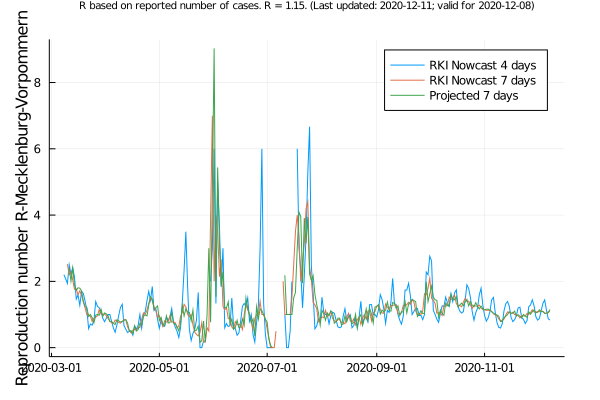 R based on reported number of cases. R = 1.15. (Last updated: 2020-12-11; valid for 2020-12-08)
Reproduction number R-Mecklenburg-Vorpommern
RKI Nowcast 4 days
RKI Nowcast 7 days
Projected 7 days
8
6
4
2
0
2020-03-01
2020-05-01
2020-07-01
2020-09-01
2020-11-01